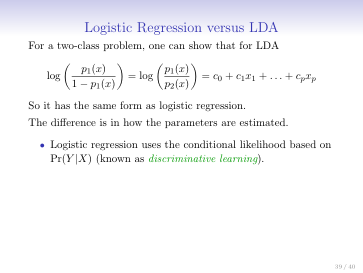 Logistic Regression versus LDA
For a two-class problem, one can show that for LDA
log ( p₁(x) / (1 − p₁(x)) ) = log ( p₁(x) / p₂(x) ) = c₀ + c₁x₁ + . . . + cₚxₚ
So it has the same form as logistic regression.
The difference is in how the parameters are estimated.
• Logistic regression uses the conditional likelihood based on
Pr(Y|X) (known as discriminative learning).
39 / 40